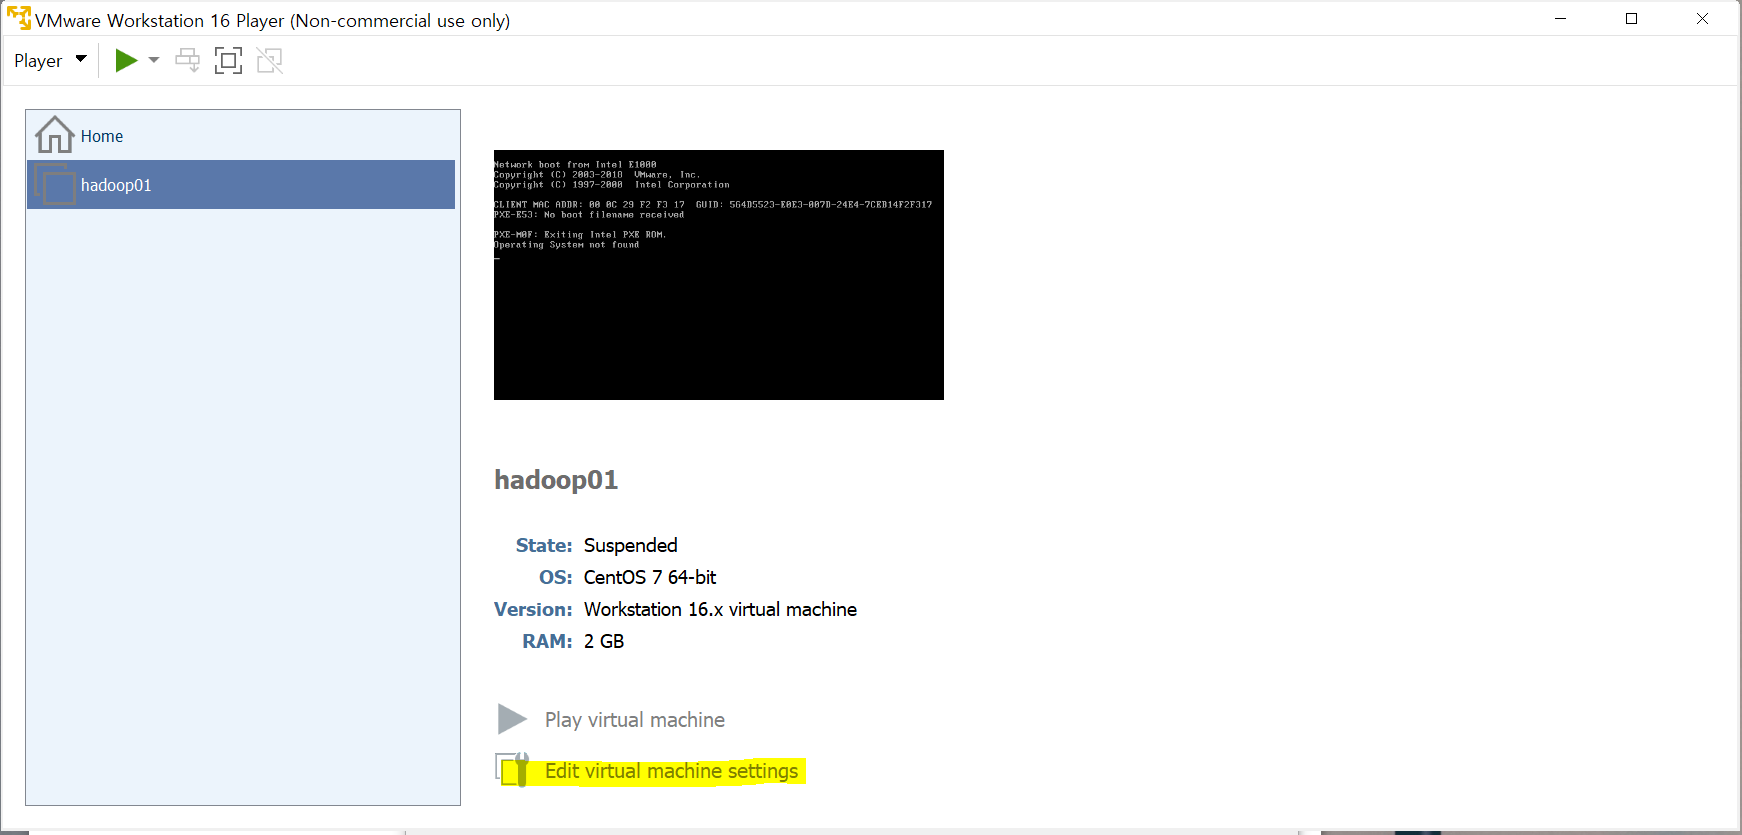 VMware Workstation 16 Player (Non-commercial use only)
Player
Home
hadoop01
Network boot from Intel E1000
Copyright (C) 2003-2018  VMware, Inc.
Copyright (C) 1997-2000  Intel Corporation
CLIENT MAC ADDR: 00 0C 29 F2 F3 17  GUID: 564D5523-E0E3-007D-24E4-7CED14F2F317
PXE-E53: No boot filename received
PXE-M0F: Exiting Intel PXE ROM.
Operating System not found
hadoop01
State: Suspended
OS: CentOS 7 64-bit
Version: Workstation 16.x virtual machine
RAM: 2 GB
Play virtual machine
Edit virtual machine settings